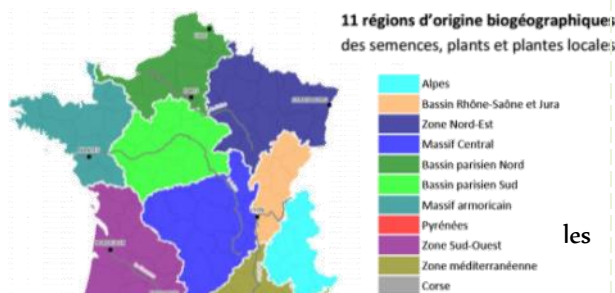 11 régions d'origine biogéographique
des semences, plants et plantes locale
Alpes
Bassin Rhône-Saône et Jura
Zone Nord-Est
Massif Central
Bassin parisien Nord
Bassin parisien Sud
Massif armoricain
Pyrénées
Zone Sud-Ouest
Zone méditerranéenne
Corse
les